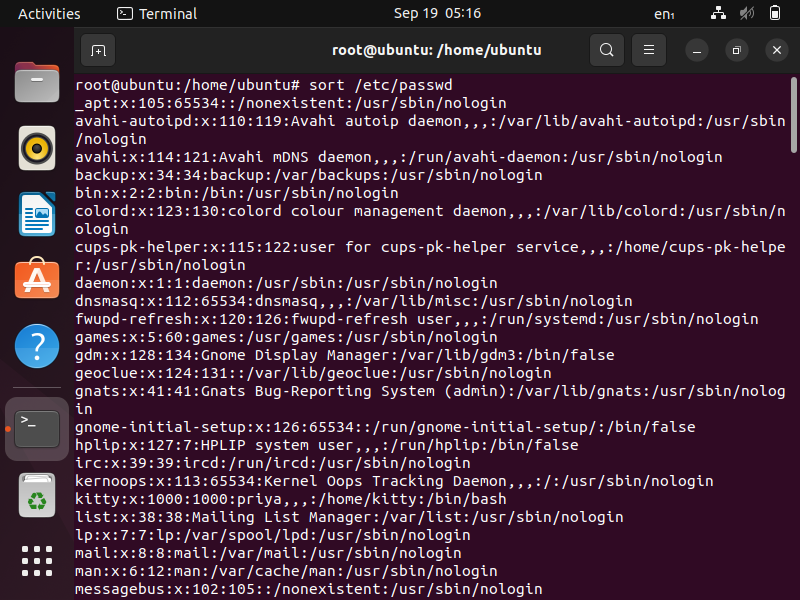 Activities
Terminal
Sep 19 05:16
en₁
root@ubuntu: /home/ubuntu
root@ubuntu:/home/ubuntu# sort /etc/passwd
_apt:x:105:65534::/nonexistent:/usr/sbin/nologin
avahi-autoipd:x:110:119:Avahi autoip daemon,,,:/var/lib/avahi-autoipd:/usr/sbin
/nologin
avahi:x:114:121:Avahi mDNS daemon,,,:/run/avahi-daemon:/usr/sbin/nologin
backup:x:34:34:backup:/var/backups:/usr/sbin/nologin
bin:x:2:2:bin:/bin:/usr/sbin/nologin
colord:x:123:130:colord colour management daemon,,,:/var/lib/colord:/usr/sbin/n
ologin
cups-pk-helper:x:115:122:user for cups-pk-helper service,,,:/home/cups-pk-helpe
r:/usr/sbin/nologin
daemon:x:1:1:daemon:/usr/sbin:/usr/sbin/nologin
dnsmasq:x:112:65534:dnsmasq,,,:/var/lib/misc:/usr/sbin/nologin
fwupd-refresh:x:120:126:fwupd-refresh user,,,:/run/systemd:/usr/sbin/nologin
games:x:5:60:games:/usr/games:/usr/sbin/nologin
gdm:x:128:134:Gnome Display Manager:/var/lib/gdm3:/bin/false
geoclue:x:124:131::/var/lib/geoclue:/usr/sbin/nologin
gnats:x:41:41:Gnats Bug-Reporting System (admin):/var/lib/gnats:/usr/sbin/nolog
in
gnome-initial-setup:x:126:65534::/run/gnome-initial-setup/:/bin/false
hplip:x:127:7:HPLIP system user,,,:/run/hplip:/bin/false
irc:x:39:39:ircd:/run/ircd:/usr/sbin/nologin
kernoops:x:113:65534:Kernel Oops Tracking Daemon,,,:/:/usr/sbin/nologin
kitty:x:1000:1000:priya,,,:/home/kitty:/bin/bash
list:x:38:38:Mailing List Manager:/var/list:/usr/sbin/nologin
lp:x:7:7:lp:/var/spool/lpd:/usr/sbin/nologin
mail:x:8:8:mail:/var/mail:/usr/sbin/nologin
man:x:6:12:man:/var/cache/man:/usr/sbin/nologin
messagebus:x:102:105::/nonexistent:/usr/sbin/nologin